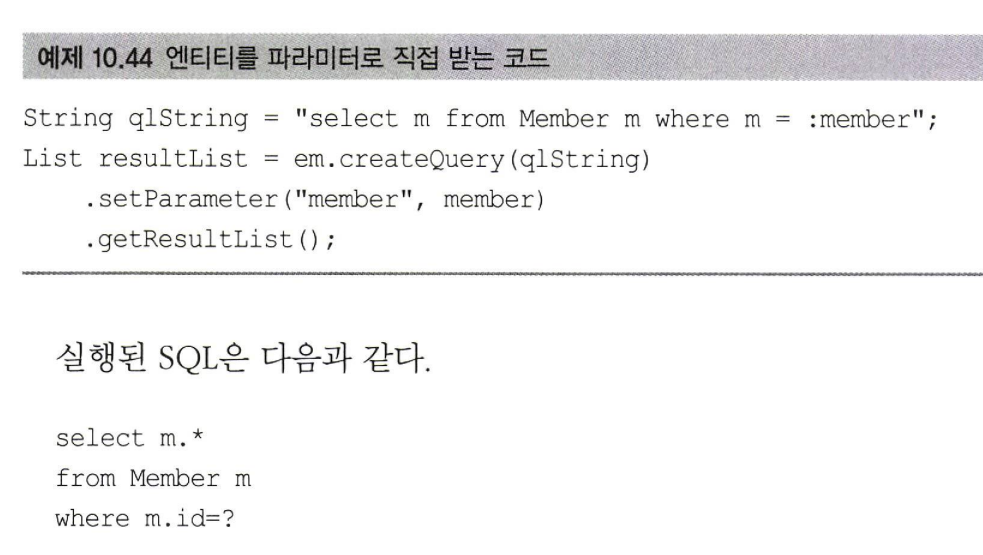 예제 10.44 엔티티를 파라미터로 직접 받는 코드
String qlString = "select m from Member m where m = :member";
List resultList = em.createQuery(qlString)
    .setParameter("member", member)
    .getResultList();
실행된 SQL은 다음과 같다.
select m.*
from Member m
where m.id=?